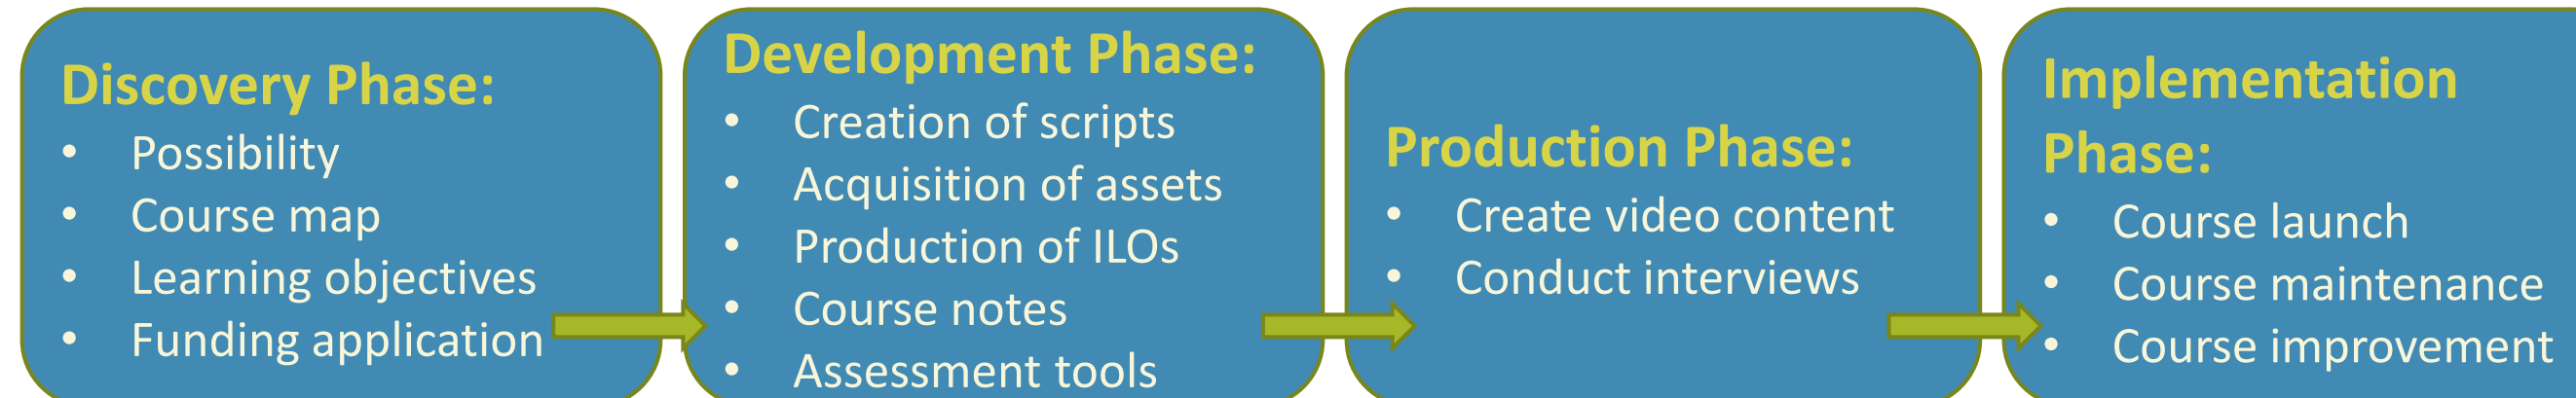 Discovery Phase:
• Possibility
• Course map
• Learning objectives
• Funding application
Development Phase:
• Creation of scripts
• Acquisition of assets
• Production of ILOs
• Course notes
• Assessment tools
Production Phase:
• Create video content
• Conduct interviews
Implementation
Phase:
• Course launch
• Course maintenance
• Course improvement